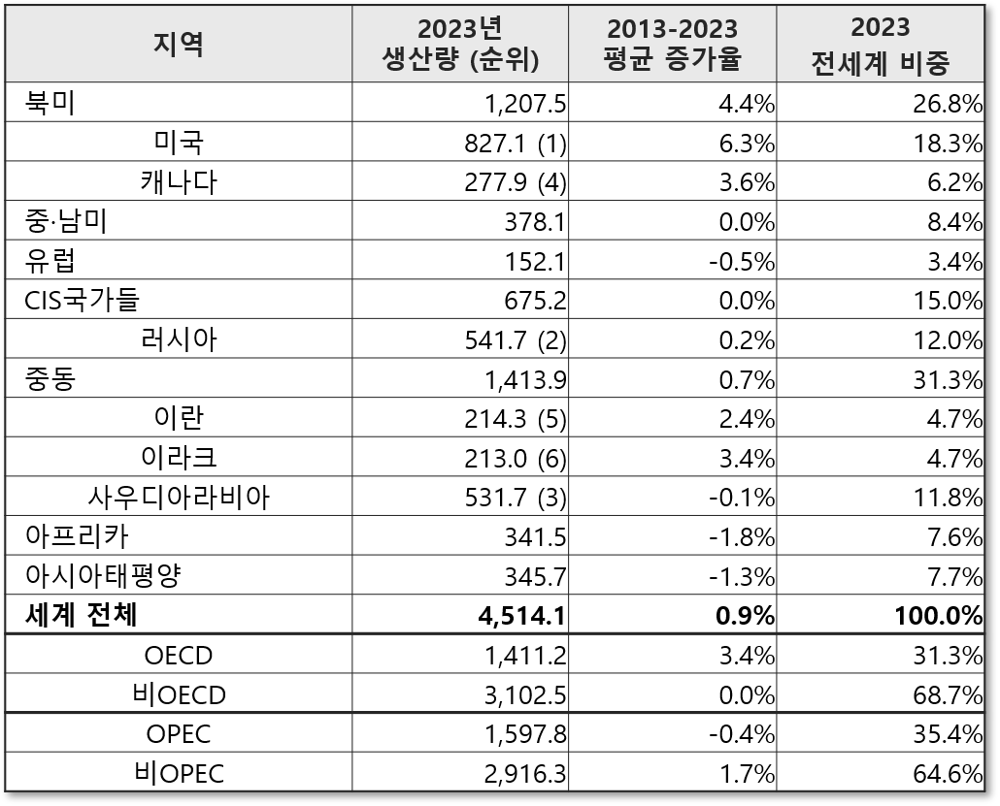 지역 2023년 생산량 (순위) 2013-2023 평균 증가율 2023 전세계 비중
북미 1,207.5 4.4% 26.8%
미국 827.1 (1) 6.3% 18.3%
캐나다 277.9 (4) 3.6% 6.2%
중·남미 378.1 0.0% 8.4%
유럽 152.1 -0.5% 3.4%
CIS국가들 675.2 0.0% 15.0%
러시아 541.7 (2) 0.2% 12.0%
중동 1,413.9 0.7% 31.3%
이란 214.3 (5) 2.4% 4.7%
이라크 213.0 (6) 3.4% 4.7%
사우디아라비아 531.7 (3) -0.1% 11.8%
아프리카 341.5 -1.8% 7.6%
아시아태평양 345.7 -1.3% 7.7%
세계 전체 4,514.1 0.9% 100.0%
OECD 1,411.2 3.4% 31.3%
비OECD 3,102.5 0.0% 68.7%
OPEC 1,597.8 -0.4% 35.4%
비OPEC 2,916.3 1.7% 64.6%